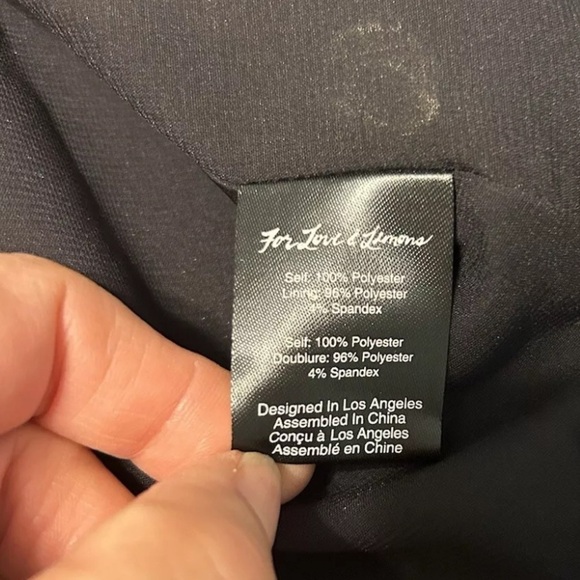 For Love & Lemons
Self: 100% Polyester
Lining: 96% Polyester
4% Spandex
Self: 100% Polyester
Doublure: 96% Polyester
4% Spandex
Designed In Los Angeles
Assembled In China
Conçu à Los Angeles
Assemblé en Chine